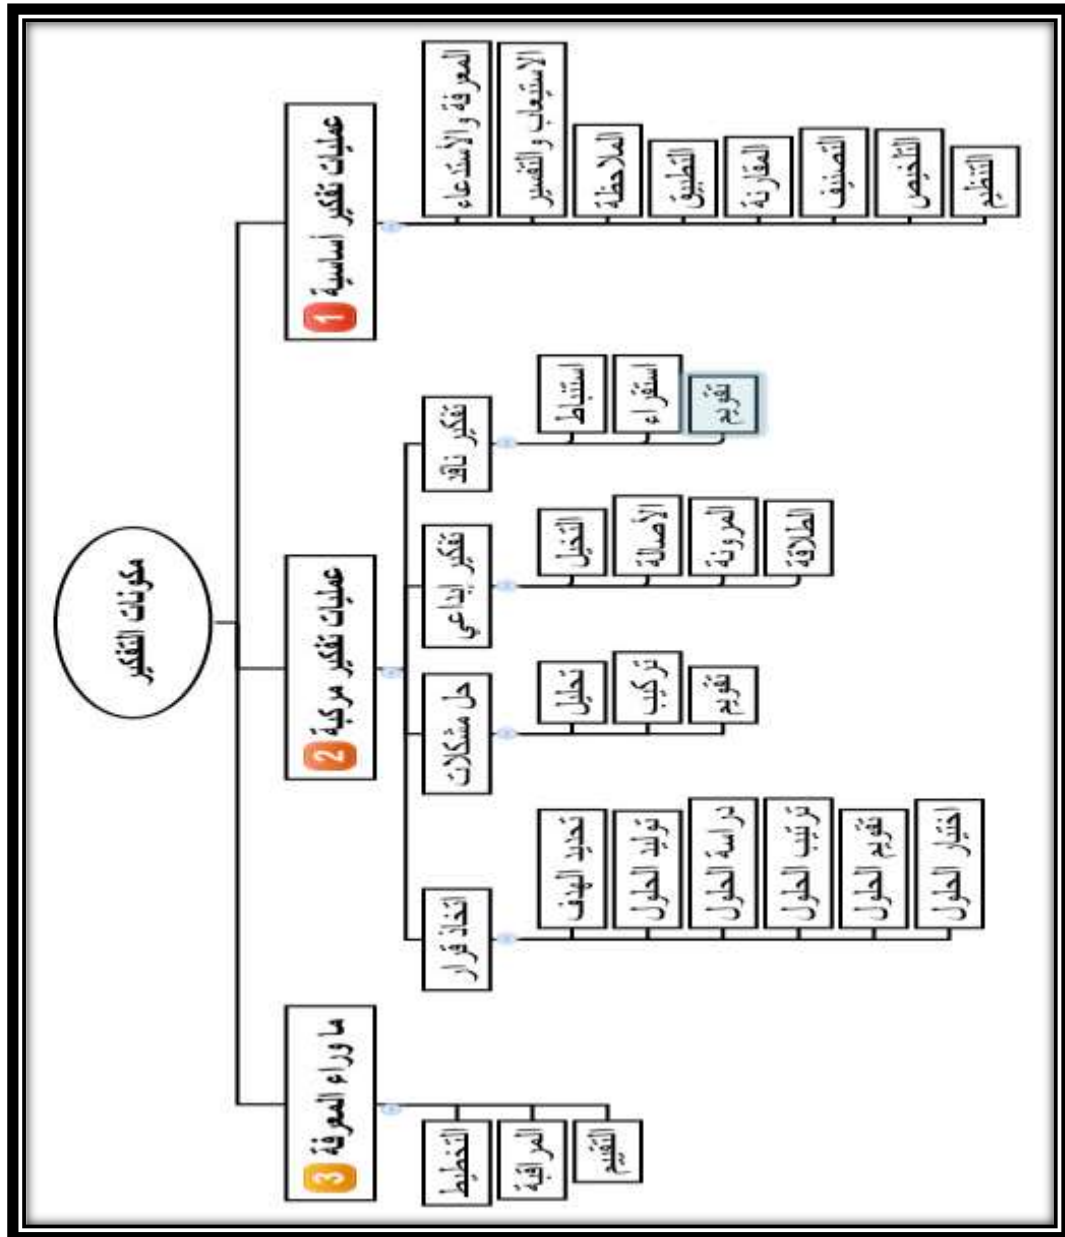 مكونات التفكير
1 عمليات تفكير أساسية
المعرفة والأستدعاء
الاستيعاب والتفسير
الملاحظة
التطبيق
المقارنة
التصنيف
التلخيص
التنظيم
2 عمليات تفكير مركبة
تفكير ناقد
استنباط
استقراء
تقويم
تفكير إبداعي
التخيل
الأصالة
المرونة
الطلاقة
حل مشكلات
تحليل
تركيب
تقويم
اتخاذ قرار
تحديد الهدف
توليد الحلول
دراسة الحلول
ترتيب الحلول
تقويم الحلول
اختيار الحلول
3 ما وراء المعرفة
التخطيط
المراقبة
التقييم